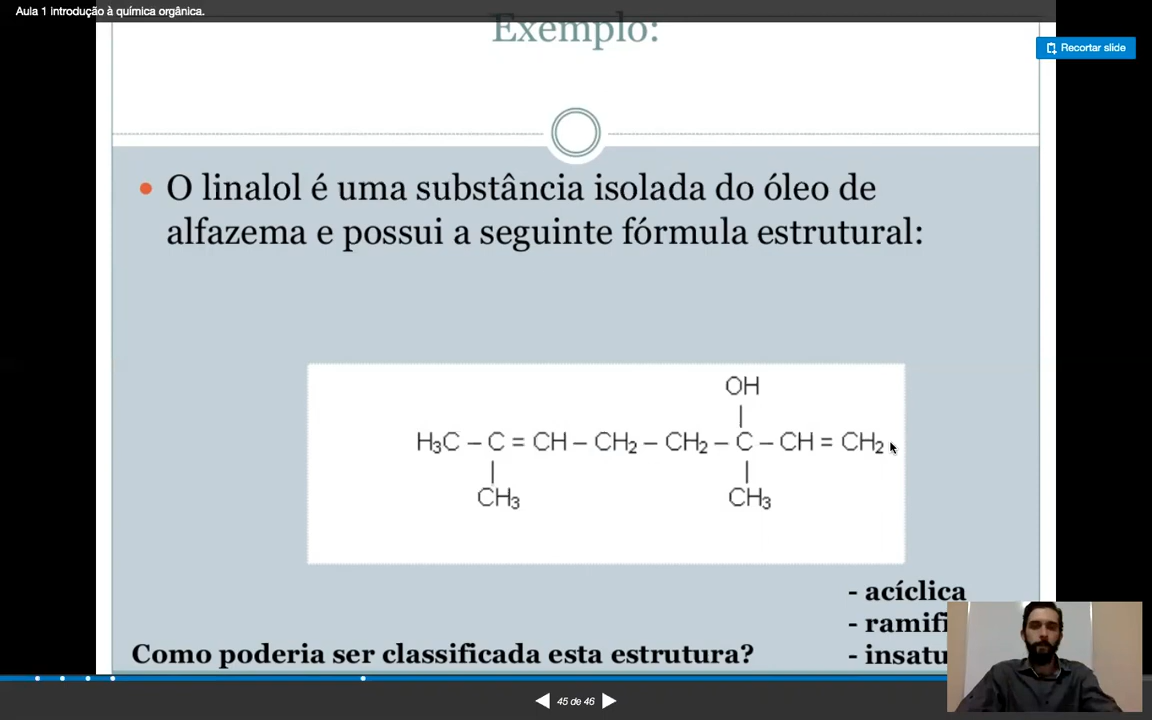 Aula 1 introdução à química orgânica.
Exemplo:
Recortar slide
O linalol é uma substância isolada do óleo de
alfazema e possui a seguinte fórmula estrutural:
OH
|
H₃C – C = CH – CH₂ – CH₂ – C – CH = CH₂
| |
CH₃ CH₃
- acíclica
- ramifi
Como poderia ser classificada esta estrutura? - insatu
45 de 46